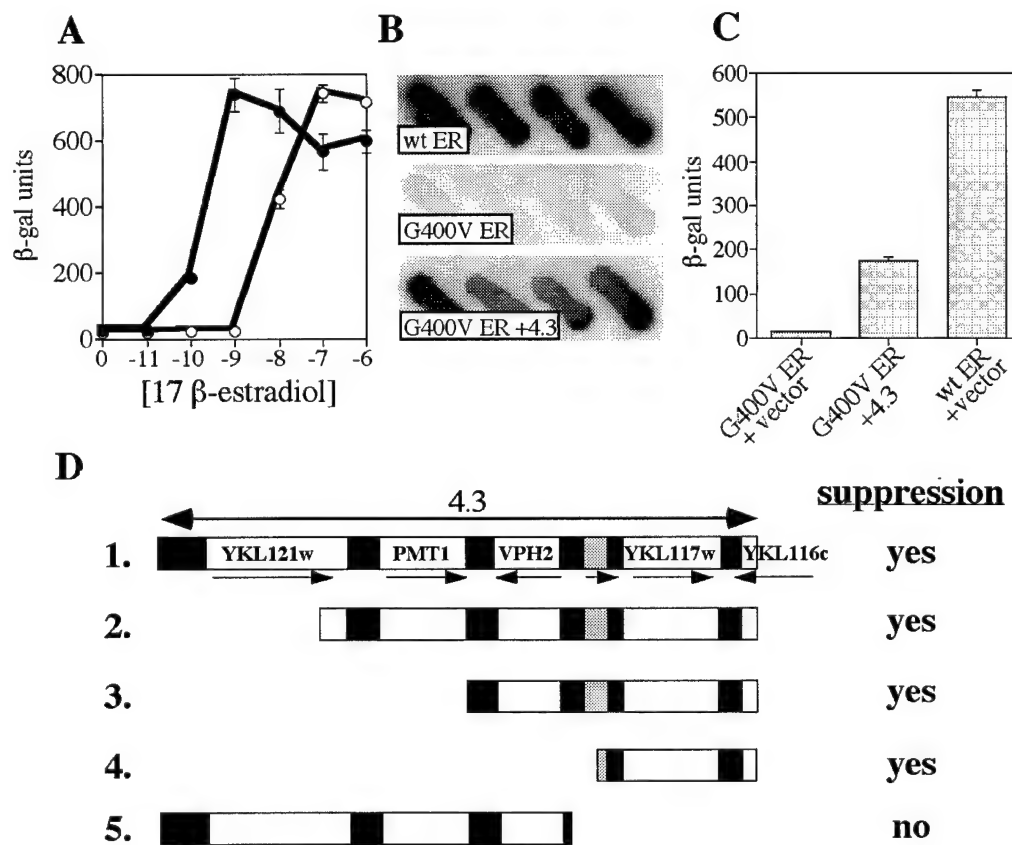 A
β-gal units
800
600
400
200
0
0 -11 -10 -9 -8 -7 -6
[17 β-estradiol]
B
wt ER
G400V ER
G400V ER +4.3
C
β-gal units
600
500
400
300
200
100
0
G400V ER
+ vector
G400V ER
+4.3
wt ER
+vector
D
4.3
suppression
1. YKL121w PMT1 VPH2 YKL117w YKL116c yes
2. yes
3. yes
4. yes
5. no